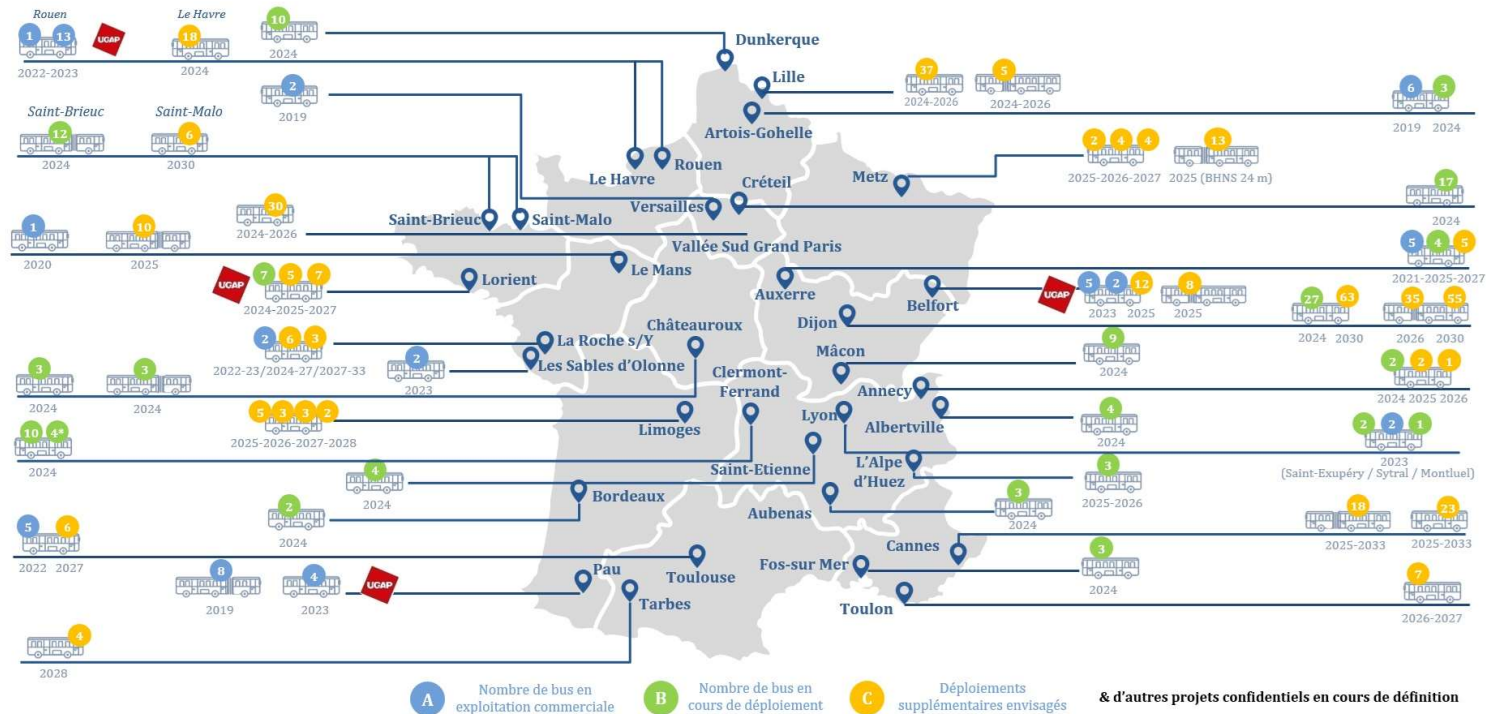 Rouen
1 13
UGAP
2022-2023
Le Havre
18
2024
10
2024
Dunkerque
2
2019
Lille
37
2024-2026
5
2024-2026
Artois-Gohelle
6 3
2019 2024
Saint-Brieuc
12
2024
Saint-Malo
6
2030
Le Havre
Rouen
Metz
2 4 4
2025-2026-2027
13
2025 (BHNS 24 m)
Créteil
17
2024
Versailles
Saint-Brieuc
Saint-Malo
30
2024-2026
Vallée Sud Grand Paris
1
2020
10
2025
Le Mans
5 4 5
2021-2025-2027
Auxerre
UGAP
7 5 7
2024-2025-2027
Lorient
Belfort
UGAP
5 2 12
2023 2025
8
2025
Dijon
27 63
2024 2030
35 55
2026 2030
Châteauroux
2 6 3
2022-23/2024-27/2027-33
La Roche s/Y
2
2023
Les Sables d'Olonne
Mâcon
9
2024
3
2024
3
2024
Clermont-
Ferrand
Annecy
2 2 1
2024 2025 2026
5 3 3 2
2025-2026-2027-2028
Limoges
Lyon
Albertville
4
2024
10 4*
2024
2 2 1
2023
(Saint-Exupéry / Sytral / Montluel)
Saint-Etienne
4
2024
L'Alpe
d'Huez
3
2025-2026
2
2024
Bordeaux
Aubenas
3
2024
5 6
2022 2027
Toulouse
Cannes
18
2025-2033
23
2025-2033
8
2019
4
2023
UGAP
Pau
Tarbes
Fos-sur Mer
3
2024
Toulon
7
2026-2027
4
2028
A
Nombre de bus en
exploitation commerciale
B
Nombre de bus en
cours de déploiement
C
Déploiements
supplémentaires envisagés
& d'autres projets confidentiels en cours de définition